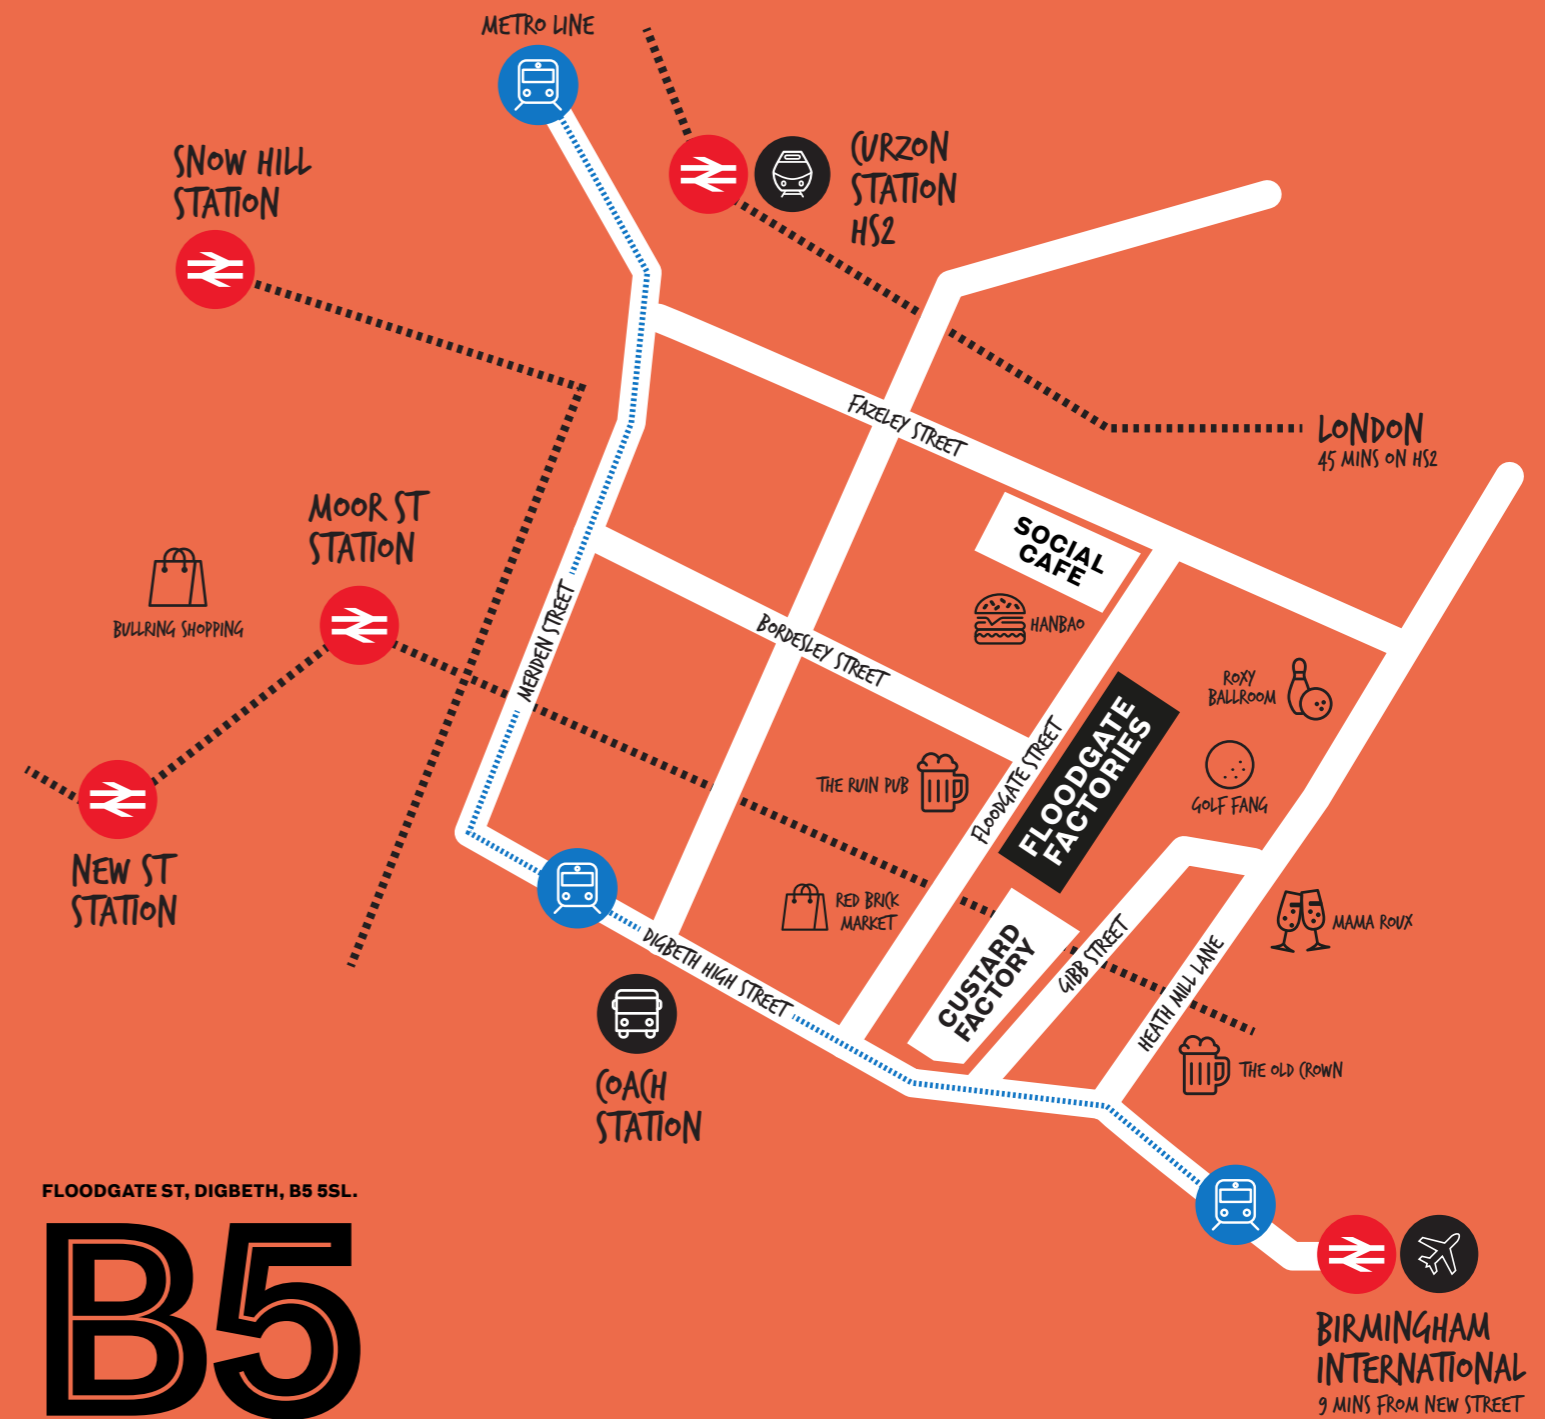 METRO LINE
CURZON
STATION
HS2
SNOW HILL
STATION
FAZELEY STREET
LONDON
45 MINS ON HS2
MOOR ST
STATION
BULLRING SHOPPING
SOCIAL
CAFE
HANBAO
MERIDEN STREET
BORDESLEY STREET
ROXY
BALLROOM
FLOODGATE STREET
FLOODGATE
FACTORIES
THE RUIN PUB
GOLF FANG
NEW ST
STATION
RED BRICK
MARKET
MAMA ROUX
CUSTARD
FACTORY
GIBB STREET
HEATH MILL LANE
DIGBETH HIGH STREET
THE OLD CROWN
COACH
STATION
FLOODGATE ST, DIGBETH, B5 5SL.
B5
BIRMINGHAM
INTERNATIONAL
9 MINS FROM NEW STREET